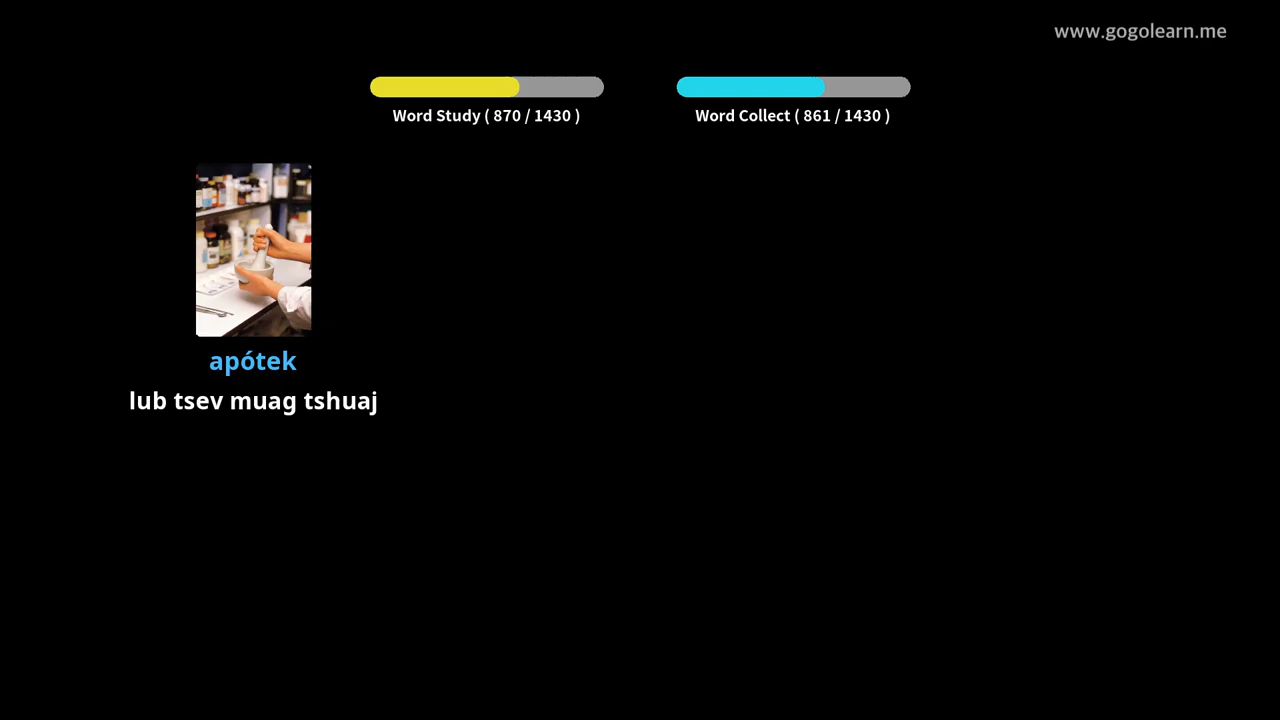 www.gogolearn.me
Word Study ( 870 / 1430 )
Word Collect ( 861 / 1430 )
apótek
lub tsev muag tshuaj